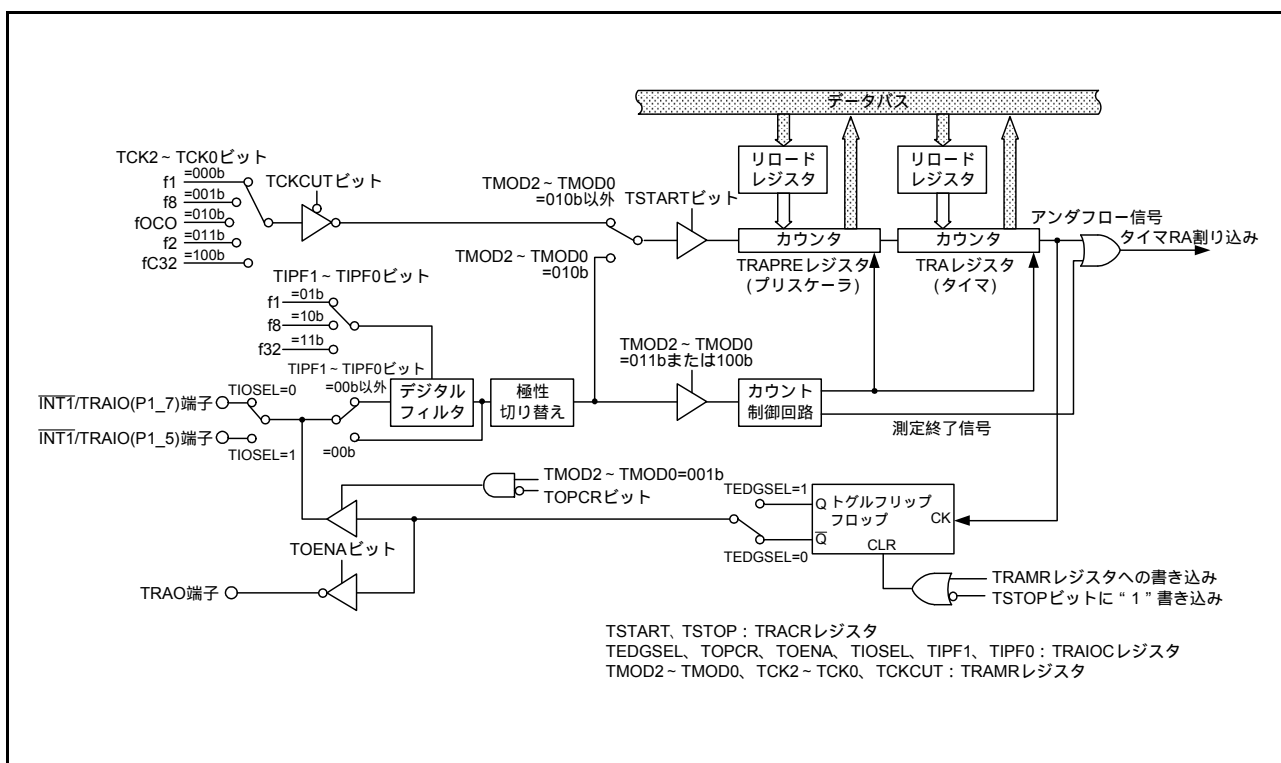 データバス
リロード
レジスタ
リロード
レジスタ
TCK2~TCK0ビット
f1 =000b
f8 =001b
fOCO =010b
f2 =011b
fC32 =100b
TCKCUTビット
TMOD2~TMOD0
=010b以外
TSTARTビット
カウンタ
TRAPREレジスタ
(プリスケーラ)
カウンタ
TRAレジスタ
(タイマ)
アンダフロー信号
タイマRA割り込み
TMOD2~TMOD0
=010b
TIPF1~TIPF0ビット
f1 =01b
f8 =10b
f32 =11b
TIPF1~TIPF0ビット
=00b以外
デジタル
フィルタ
極性
切り替え
TMOD2~TMOD0
=011bまたは100b
カウント
制御回路
測定終了信号
INT1/TRAIO(P1_7)端子
TIOSEL=0
INT1/TRAIO(P1_5)端子
TIOSEL=1
=00b
TMOD2~TMOD0=001b
TOPCRビット
TEDGSEL=1
Q トグルフリップ
フロップ
CK
Q
CLR
TEDGSEL=0
TOENAビット
TRAO端子
TRAMRレジスタへの書き込み
TSTOPビットに“1”書き込み
TSTART、TSTOP:TRACRレジスタ
TEDGSEL、TOPCR、TOENA、TIOSEL、TIPF1、TIPF0:TRAIOCレジスタ
TMOD2~TMOD0、TCK2~TCK0、TCKCUT:TRAMRレジスタ